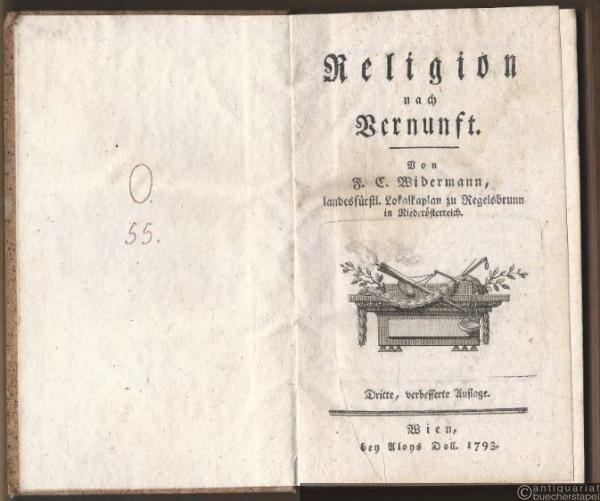 O.
55.
Religion
nach
Vernunft.
Von
F. C. Widermann,
landesfürstl. Lokalkaplan zu Regelsbrunn
in Niederösterreich.
Dritte, verbesserte Auflage.
Wien,
bey Aloys Doll. 1793.
antiquariat
buecherstapel